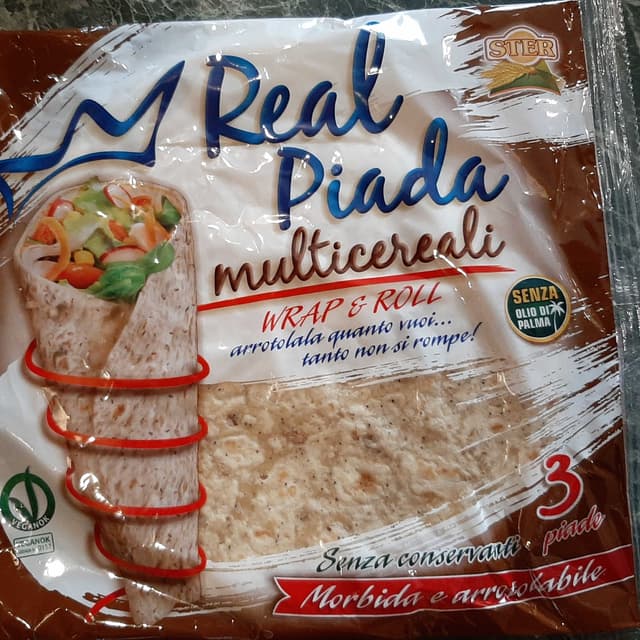 STER
Real
Piada
multicereali
WRAP & ROLL
arrotolala quanto vuoi...
tanto non si rompe!
SENZA
OLIO DI
PALMA
3
piade
VEGANOK
VEGANOK
Senza conservanti
Morbida e arrotolabile